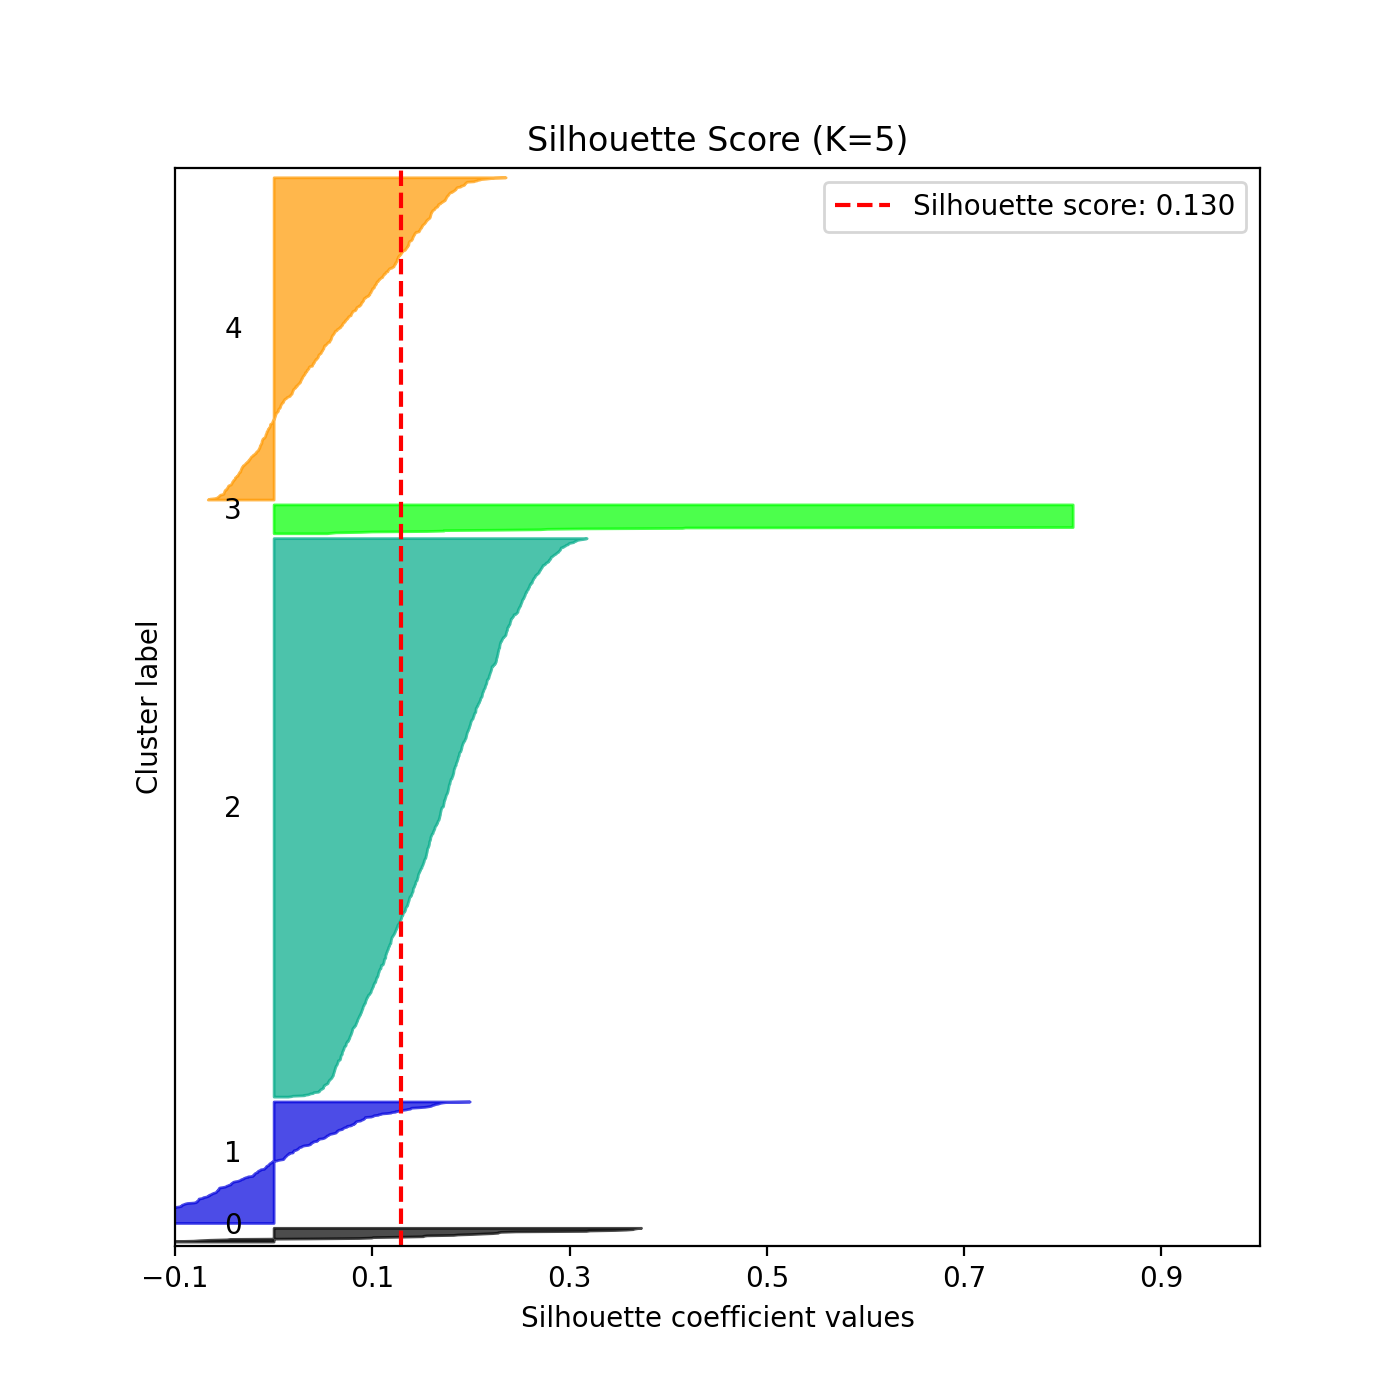 Silhouette Score (K=5)
Silhouette score: 0.130
4
3
2
1
0
Cluster label
−0.1 0.1 0.3 0.5 0.7 0.9
Silhouette coefficient values